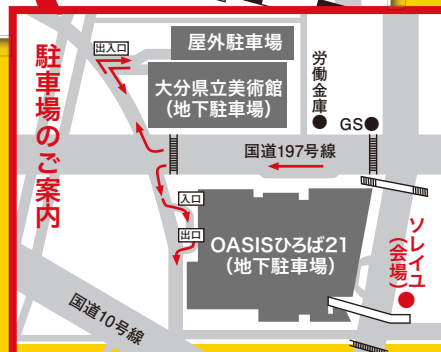 駐車場のご案内
出入口
屋外駐車場
大分県立美術館
(地下駐車場)
労働金庫
GS
国道197号線
入口
出口
OASISひろば21
(地下駐車場)
ソレイユ
(会場)
国道10号線